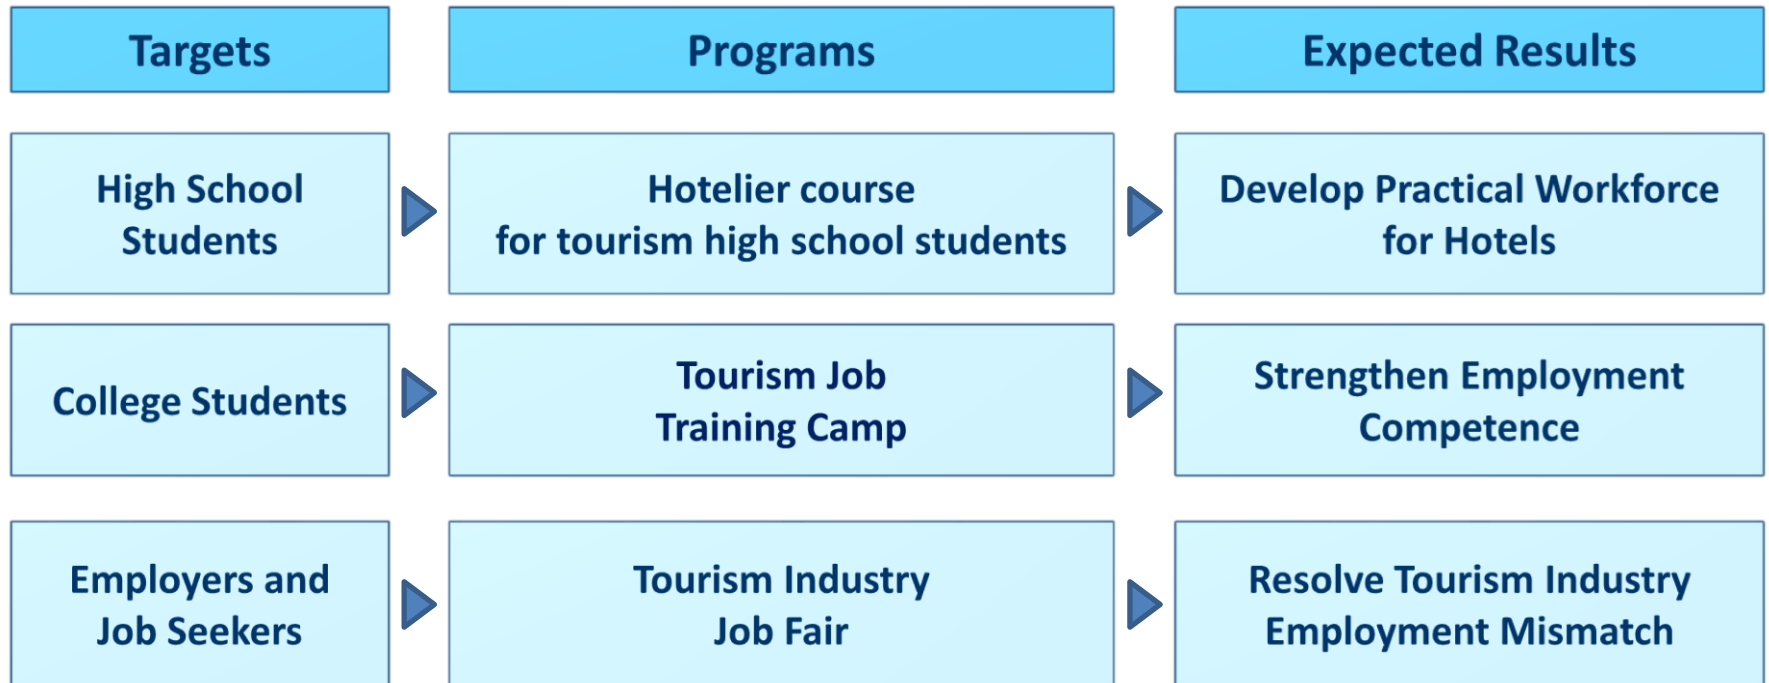 Targets
Programs
Expected Results
High School
Students
Hotelier course
for tourism high school students
Develop Practical Workforce
for Hotels
College Students
Tourism Job
Training Camp
Strengthen Employment
Competence
Employers and
Job Seekers
Tourism Industry
Job Fair
Resolve Tourism Industry
Employment Mismatch